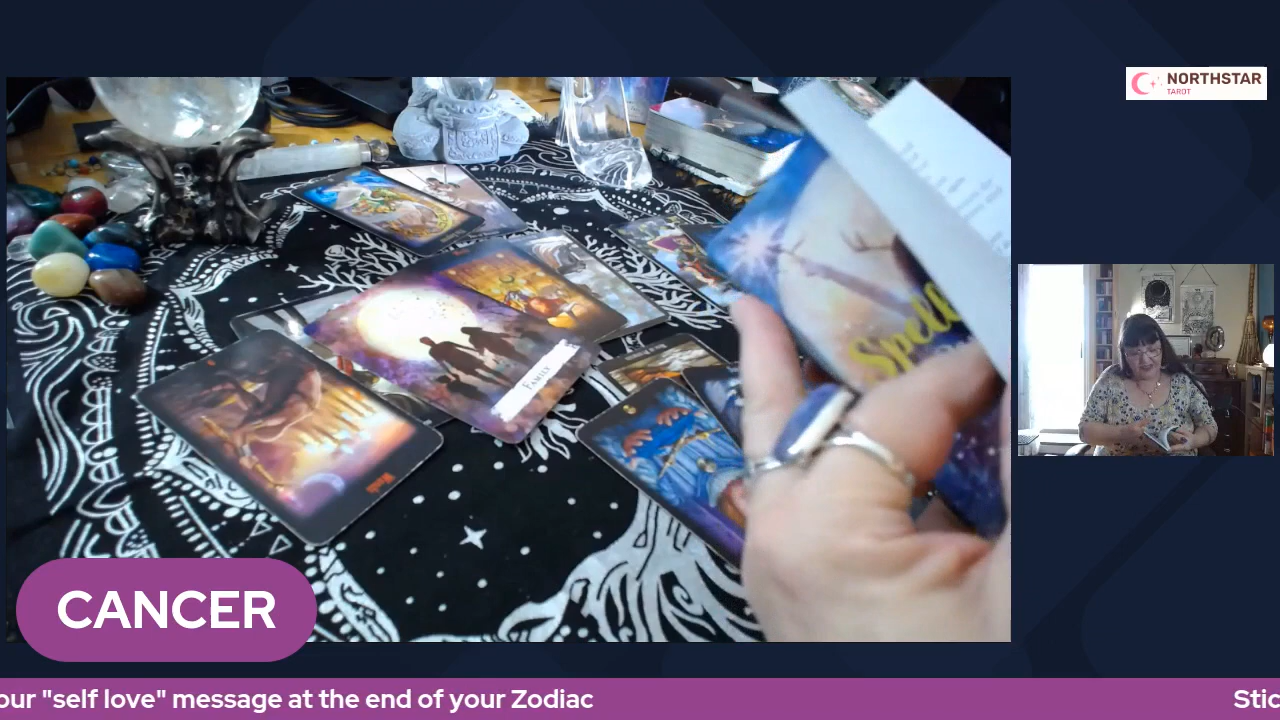 NORTHSTAR
TAROT
FAMILY
Spell
CANCER
our "self love" message at the end of your Zodiac
Stic